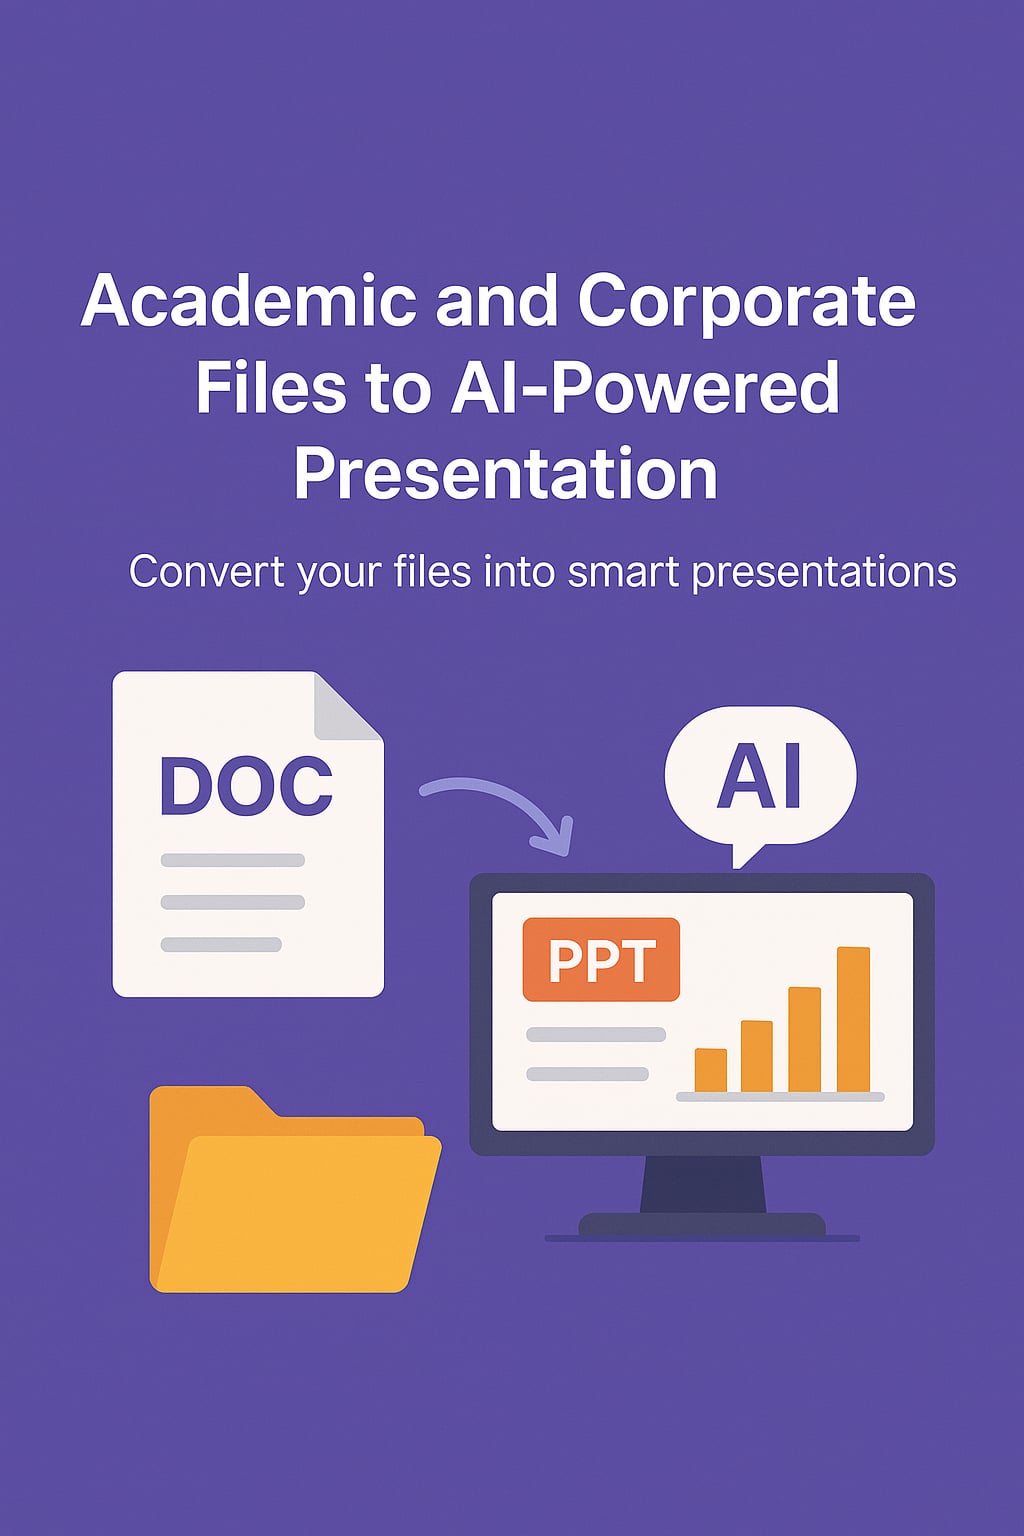 Academic and Corporate
Files to AI-Powered
Presentation
Convert your files into smart presentations
DOC
AI
PPT